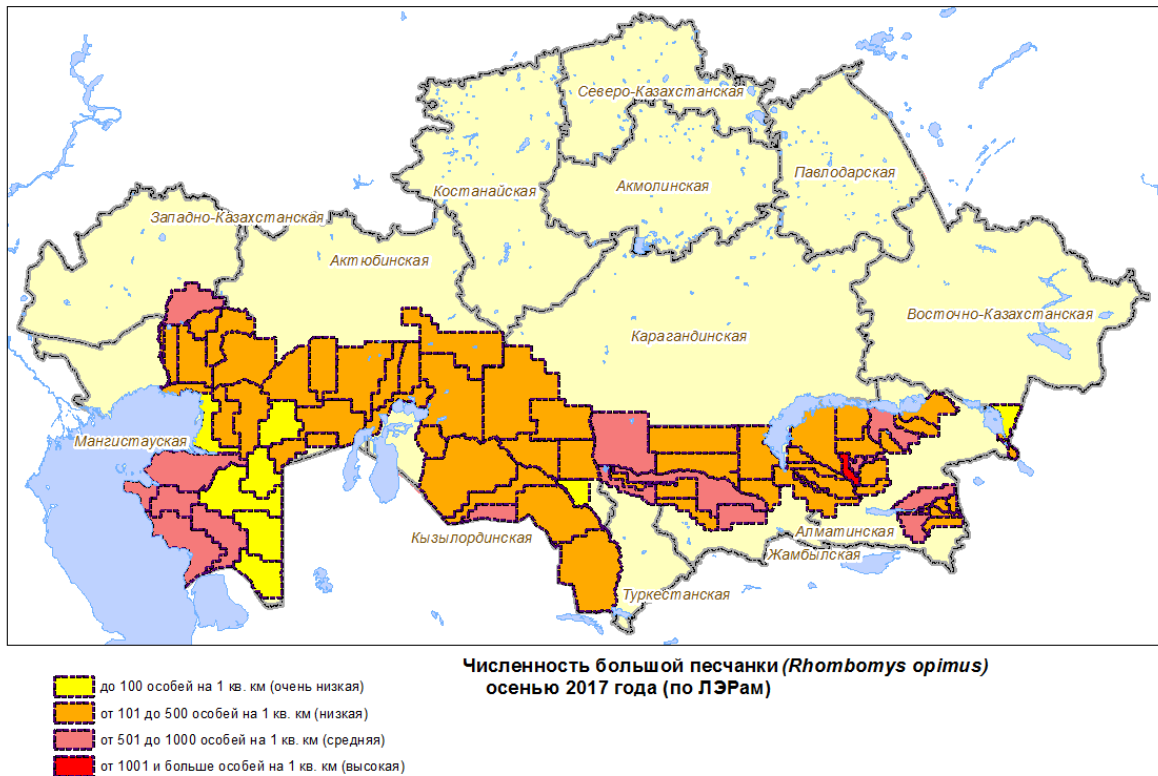 Северо-Казахстанская
Павлодарская
Костанайская
Акмолинская
Западно-Казахстанская
Актюбинская
Восточно-Казахстанская
Карагандинская
Мангистауская
Кызылординская
Алматинская
Жамбылская
Туркестанская
Численность большой песчанки (Rhombomys opimus)
осенью 2017 года (по ЛЭРам)
до 100 особей на 1 кв. км (очень низкая)
от 101 до 500 особей на 1 кв. км (низкая)
от 501 до 1000 особей на 1 кв. км (средняя)
от 1001 и больше особей на 1 кв. км (высокая)